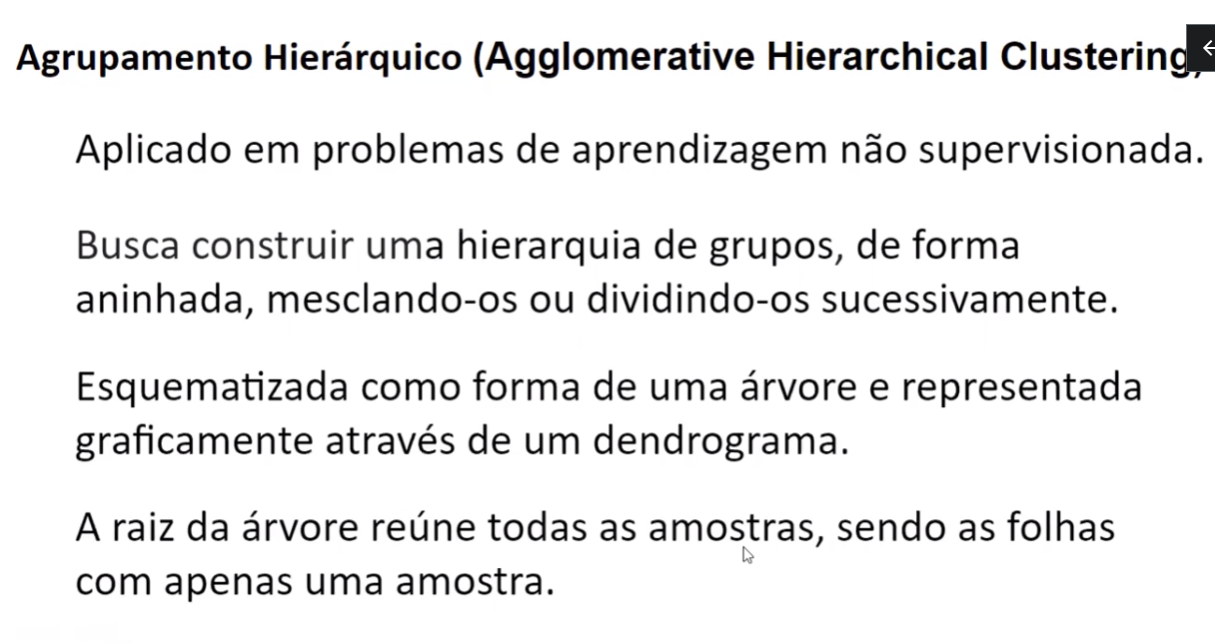 Agrupamento Hierárquico (Agglomerative Hierarchical Clustering)
Aplicado em problemas de aprendizagem não supervisionada.
Busca construir uma hierarquia de grupos, de forma
aninhada, mesclando-os ou dividindo-os sucessivamente.
Esquematizada como forma de uma árvore e representada
graficamente através de um dendrograma.
A raiz da árvore reúne todas as amostras, sendo as folhas
com apenas uma amostra.